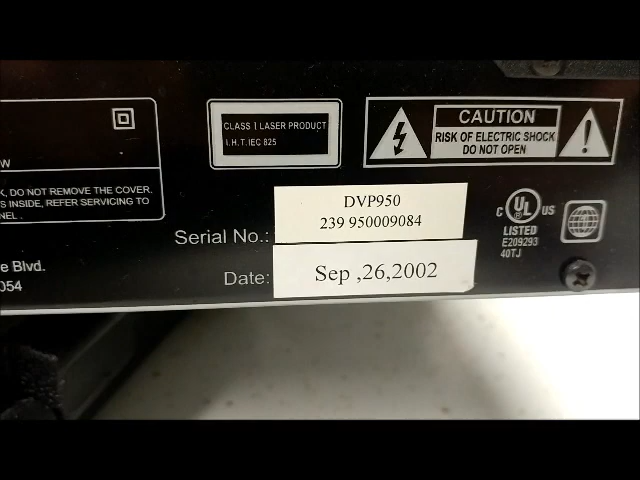 W
K, DO NOT REMOVE THE COVER.
S INSIDE, REFER SERVICING TO
NEL .
CLASS 1 LASER PRODUCT
I.H.T.IEC 825
CAUTION
RISK OF ELECTRIC SHOCK
DO NOT OPEN
DVP950
239 950009084
Serial No.:
C UL US
LISTED
E209293
40TJ
e Blvd.
054
Date:
Sep ,26,2002